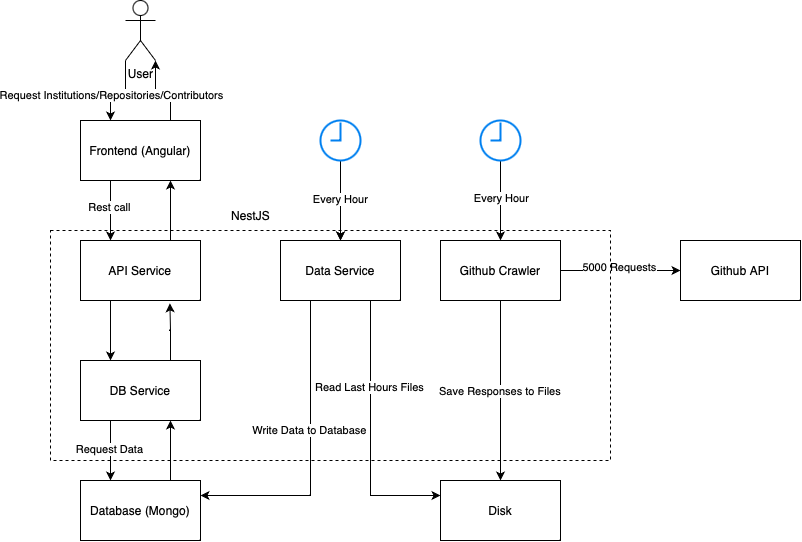 User
Request Institutions/Repositories/Contributors
Frontend (Angular)
Rest call
Every Hour
Every Hour
NestJS
API Service
Data Service
Github Crawler
5000 Requests
Github API
DB Service
Read Last Hours Files
Save Responses to Files
Write Data to Database
Request Data
Database (Mongo)
Disk